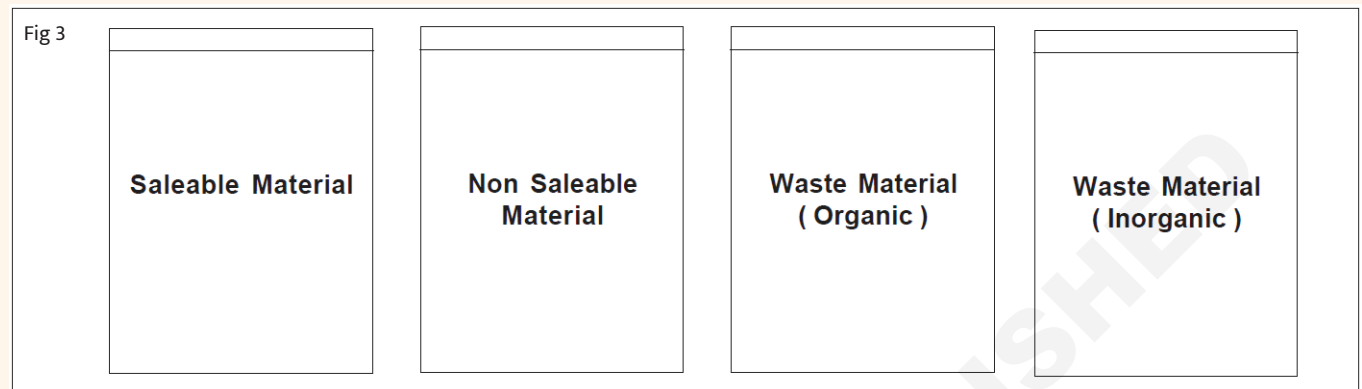 Fig 3
Saleable Material
Non Saleable
Material
Waste Material
( Organic )
Waste Material
( Inorganic )